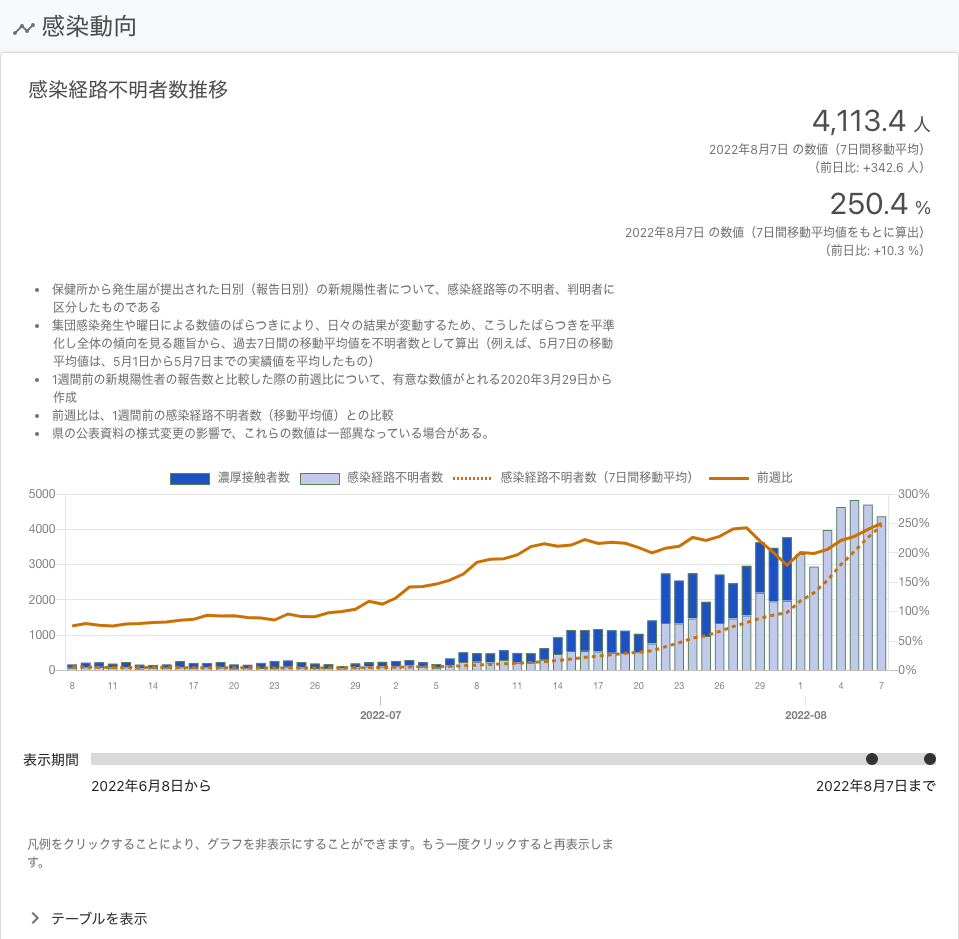 感染動向
感染経路不明者数推移
4,113.4 人
2022年8月7日 の数値（7日間移動平均）
（前日比: +342.6 人）
250.4 %
2022年8月7日 の数値（7日間移動平均値をもとに算出）
（前日比: +10.3 %）
• 保健所から発生届が提出された日別（報告日別）の新規陽性者について、感染経路等の不明者、判明者に
区分したものである
• 集団感染発生や曜日による数値のばらつきにより、日々の結果が変動するため、こうしたばらつきを平準
化し全体の傾向を見る趣旨から、過去7日間の移動平均値を不明者数として算出（例えば、5月7日の移動
平均値は、5月1日から5月7日までの実績値を平均したもの）
• 1週間前の新規陽性者の報告数と比較した際の前週比について、有意な数値がとれる2020年3月29日から
作成
• 前週比は、1週間前の感染経路不明者数（移動平均値）との比較
• 県の公表資料の様式変更の影響で、これらの数値は一部異なっている場合がある。
濃厚接触者数 感染経路不明者数 感染経路不明者数（7日間移動平均） 前週比
5000 300%
250%
4000
200%
3000
150%
2000
100%
1000
50%
0 0%
8 11 14 17 20 23 26 29 2 5 8 11 14 17 20 23 26 29 1 4 7
2022-07 2022-08
表示期間
2022年6月8日から 2022年8月7日まで
凡例をクリックすることにより、グラフを非表示にすることができます。もう一度クリックすると再表示しま
す。
テーブルを表示